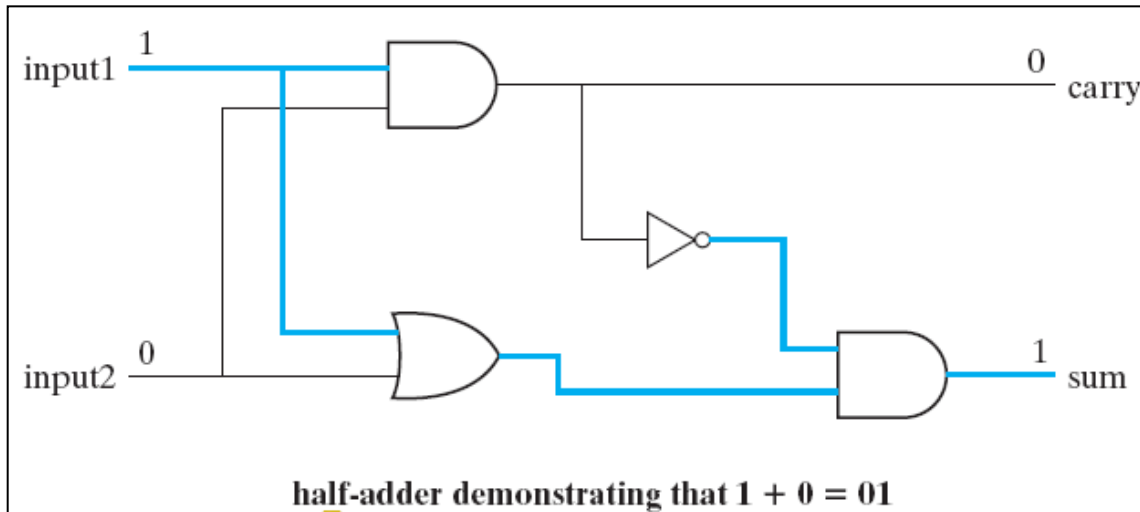 1
input1
0
carry
0
input2
1
sum
half-adder demonstrating that 1 + 0 = 01